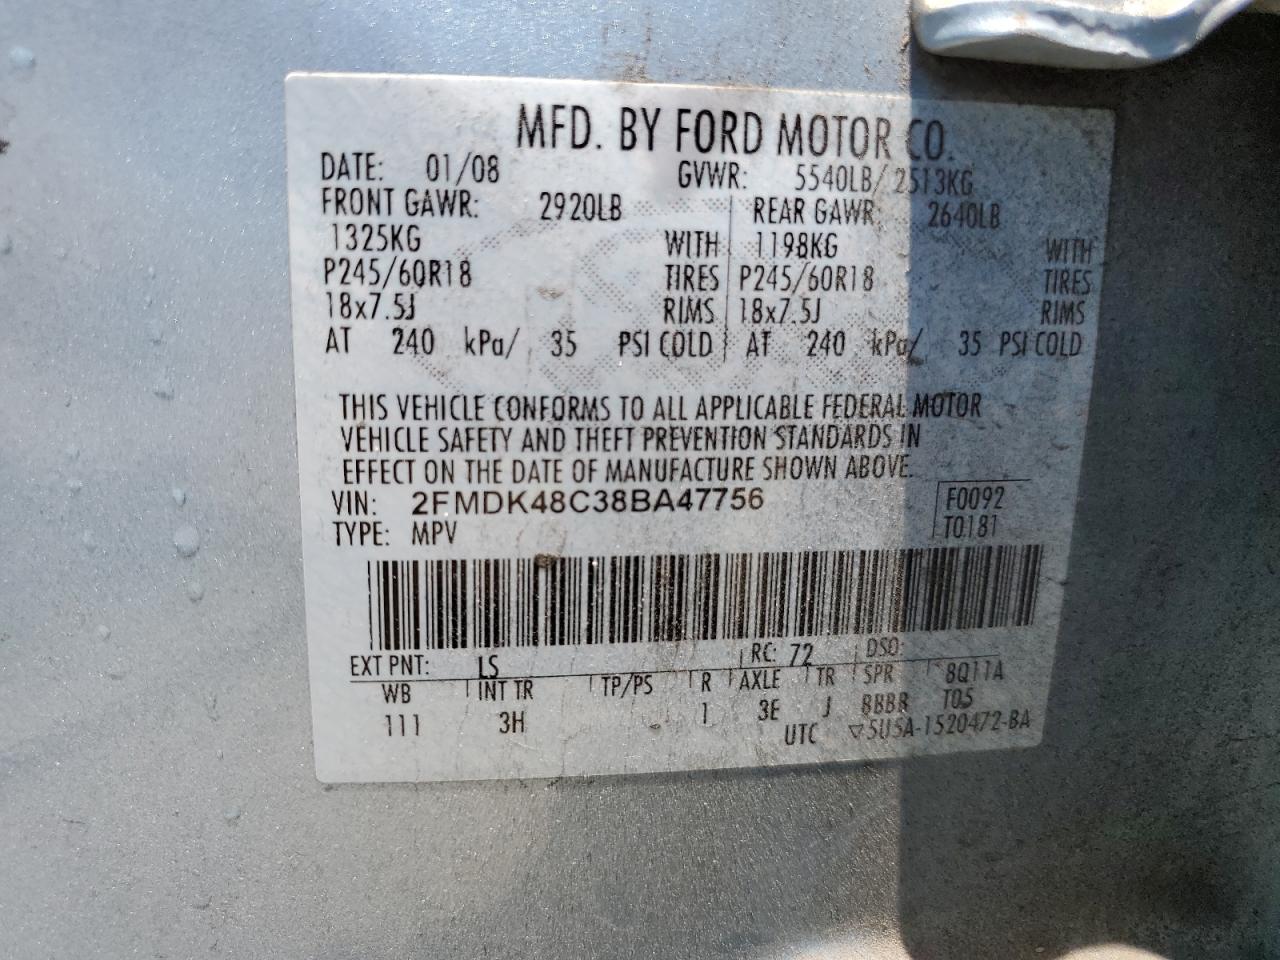 MFD. BY FORD MOTOR CO.
DATE: 01/08 GVWR: 5540LB/ 2513KG
FRONT GAWR: 2920LB REAR GAWR: 2640LB
1325KG WITH 1198KG WITH
P245/60R18 TIRES P245/60R18 TIRES
18x7.5J RIMS 18x7.5J RIMS
AT 240 kPa/ 35 PSI COLD AT 240 kPa/ 35 PSI COLD
THIS VEHICLE CONFORMS TO ALL APPLICABLE FEDERAL MOTOR
VEHICLE SAFETY AND THEFT PREVENTION STANDARDS IN
EFFECT ON THE DATE OF MANUFACTURE SHOWN ABOVE.
VIN: 2FMDK48C38BA47756 F0092
TYPE: MPV T0181
EXT PNT: LS RC: 72 DSO:
WB INT TR TP/PS R AXLE TR SPR 8Q11A
111 3H 1 3E J BBBR T05
UTC ▽5U5A-1520472-BA